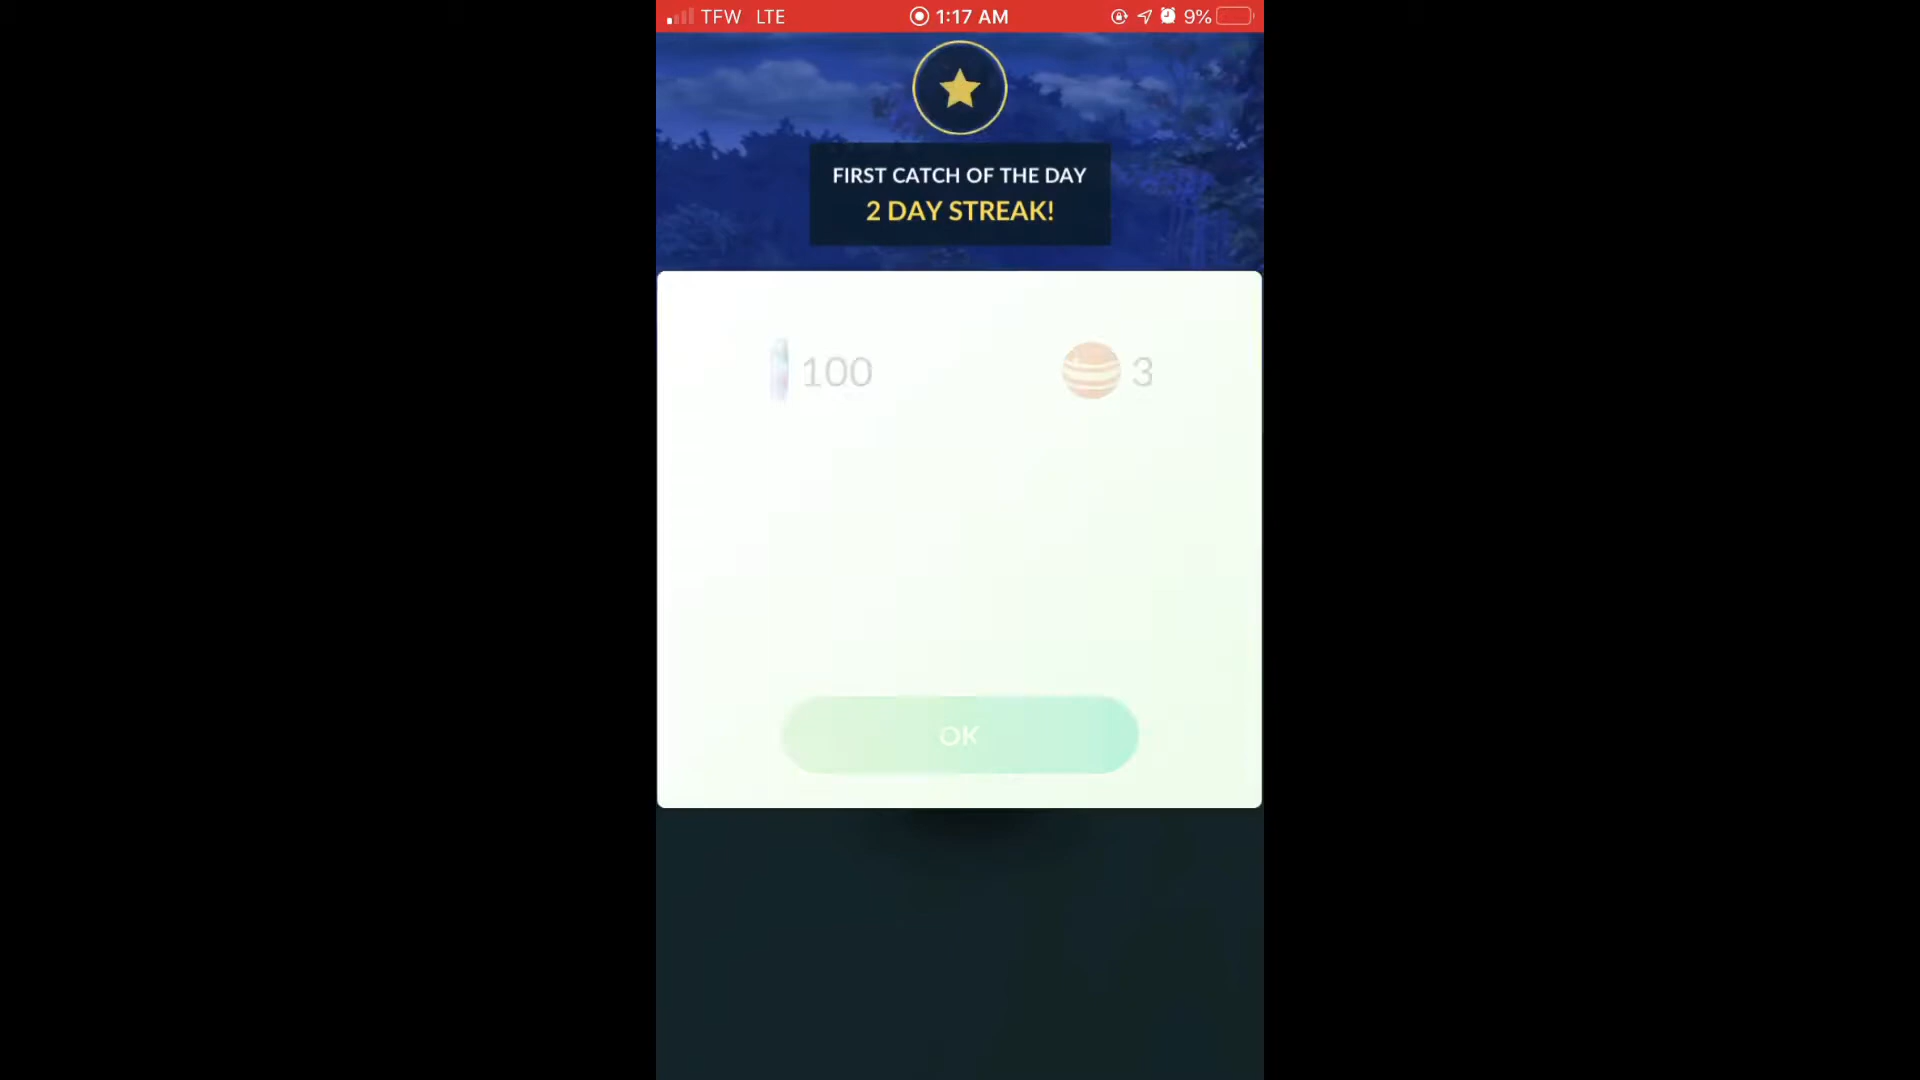 TFW LTE 1:17 AM 9%
FIRST CATCH OF THE DAY
2 DAY STREAK!
100 3
OK